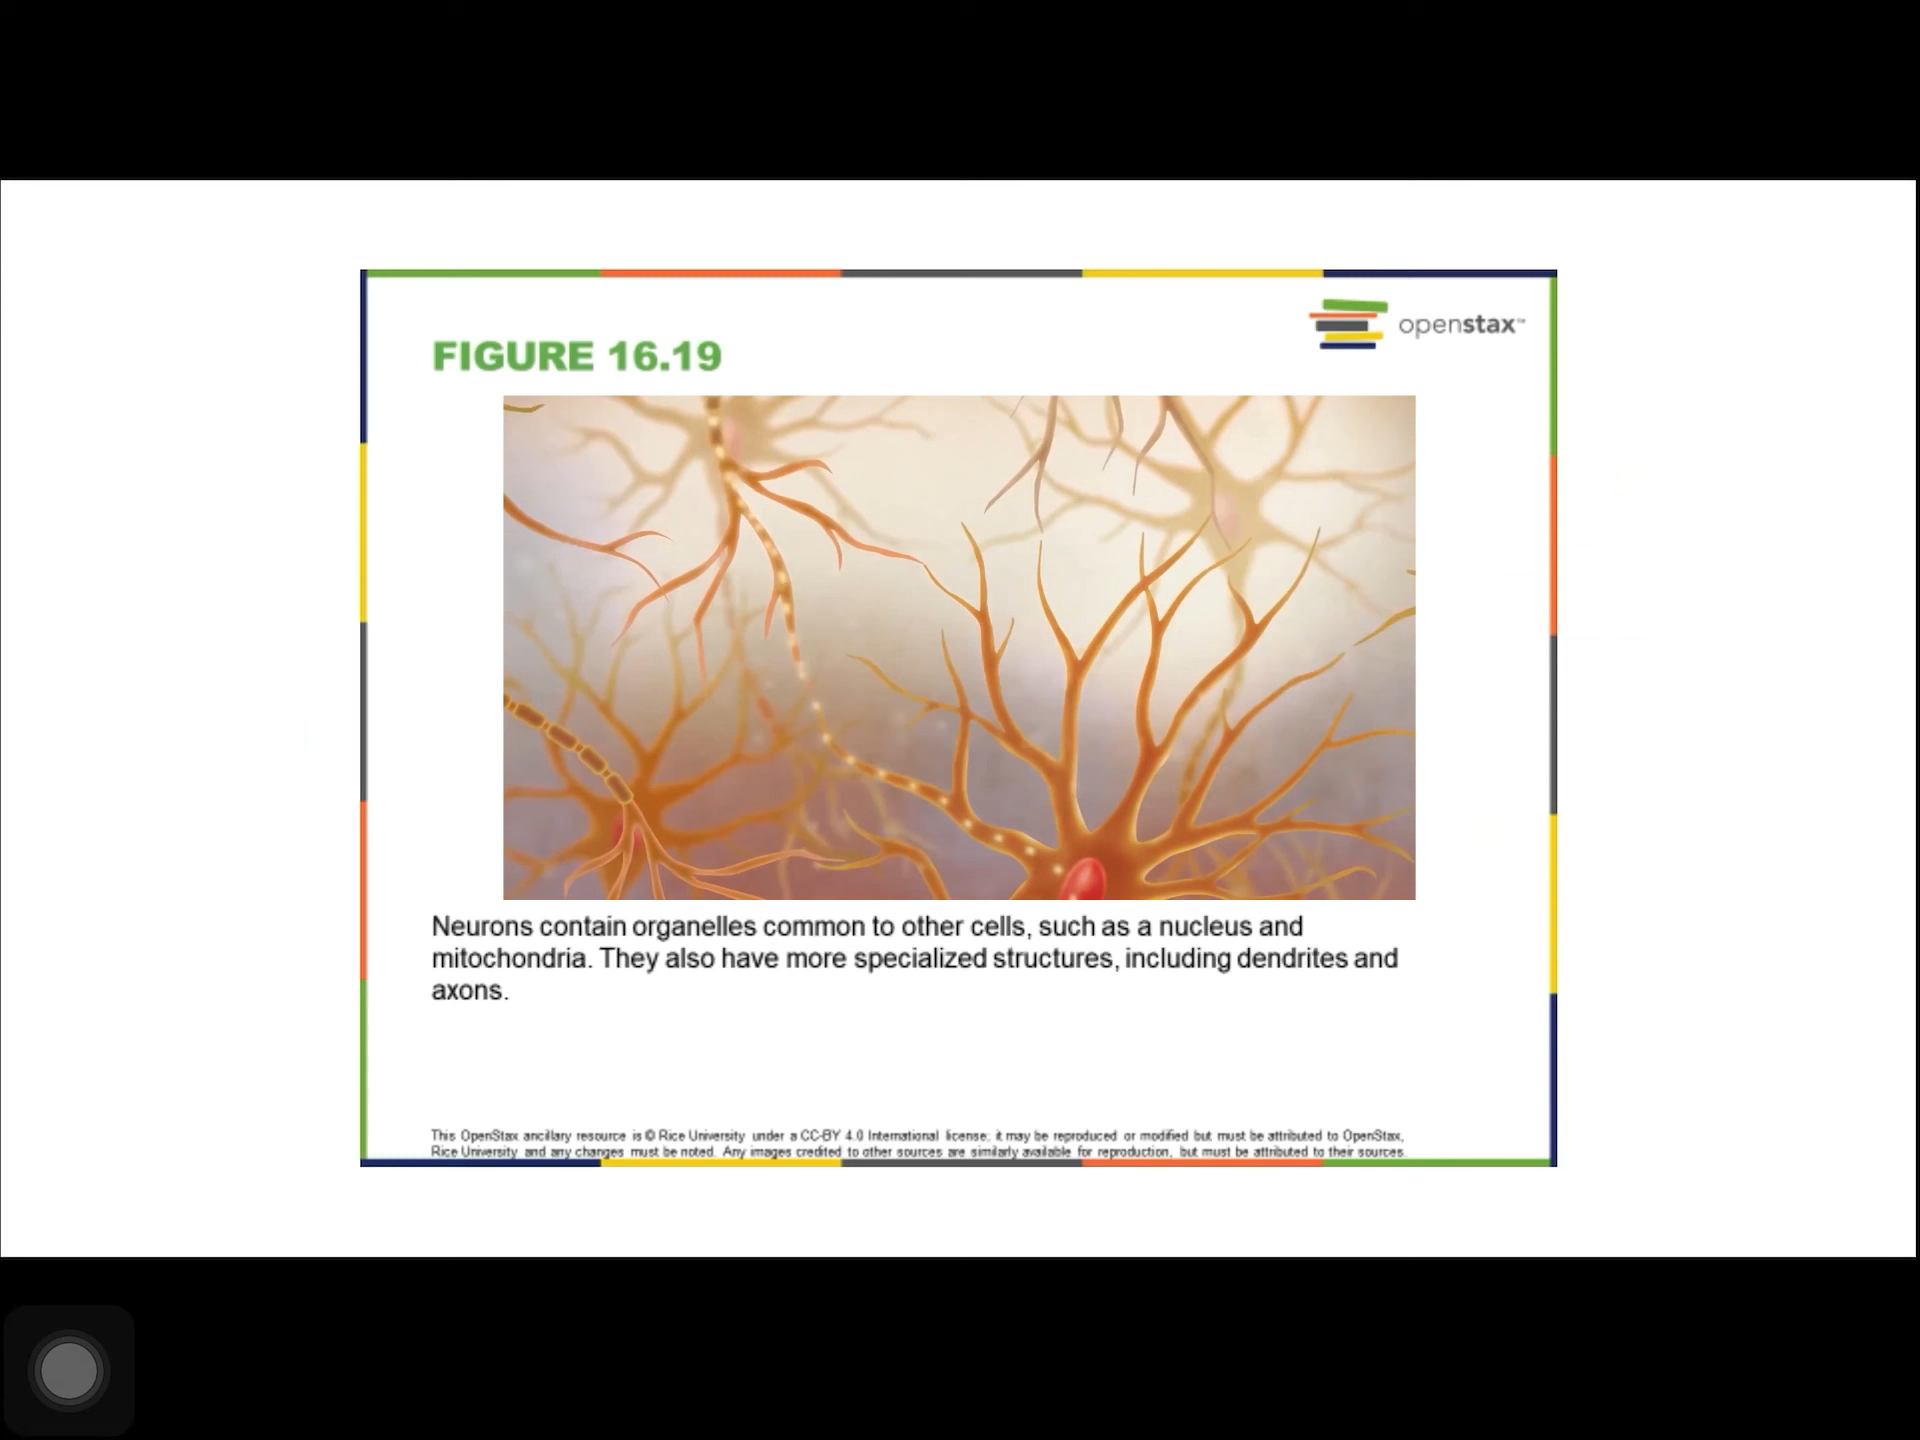 openstax™
FIGURE 16.19
Neurons contain organelles common to other cells, such as a nucleus and
mitochondria. They also have more specialized structures, including dendrites and
axons.
This OpenStax ancillary resource is © Rice University under a CC-BY 4.0 International license; it may be reproduced or modified but must be attributed to OpenStax,
Rice University and any changes must be noted. Any images credited to other sources are similarly available for reproduction, but must be attributed to their sources.